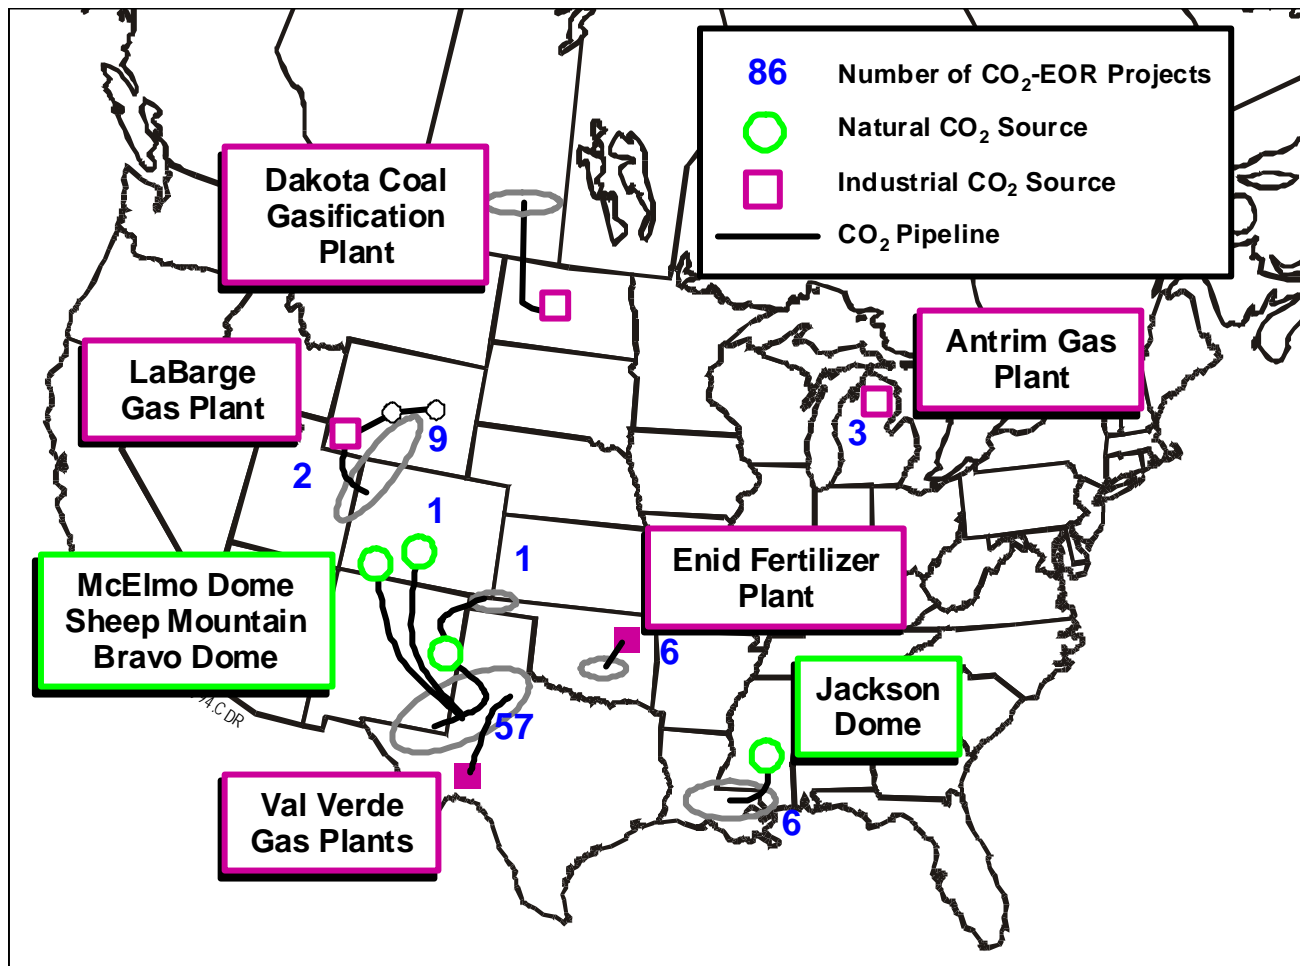 86 Number of CO₂-EOR Projects
Natural CO₂ Source
Industrial CO₂ Source
CO₂ Pipeline
Dakota Coal
Gasification
Plant
Antrim Gas
Plant
LaBarge
Gas Plant
9
3
2
1
1
Enid Fertilizer
Plant
McElmo Dome
Sheep Mountain
Bravo Dome
6
Jackson
Dome
94.CDR
57
Val Verde
Gas Plants
6